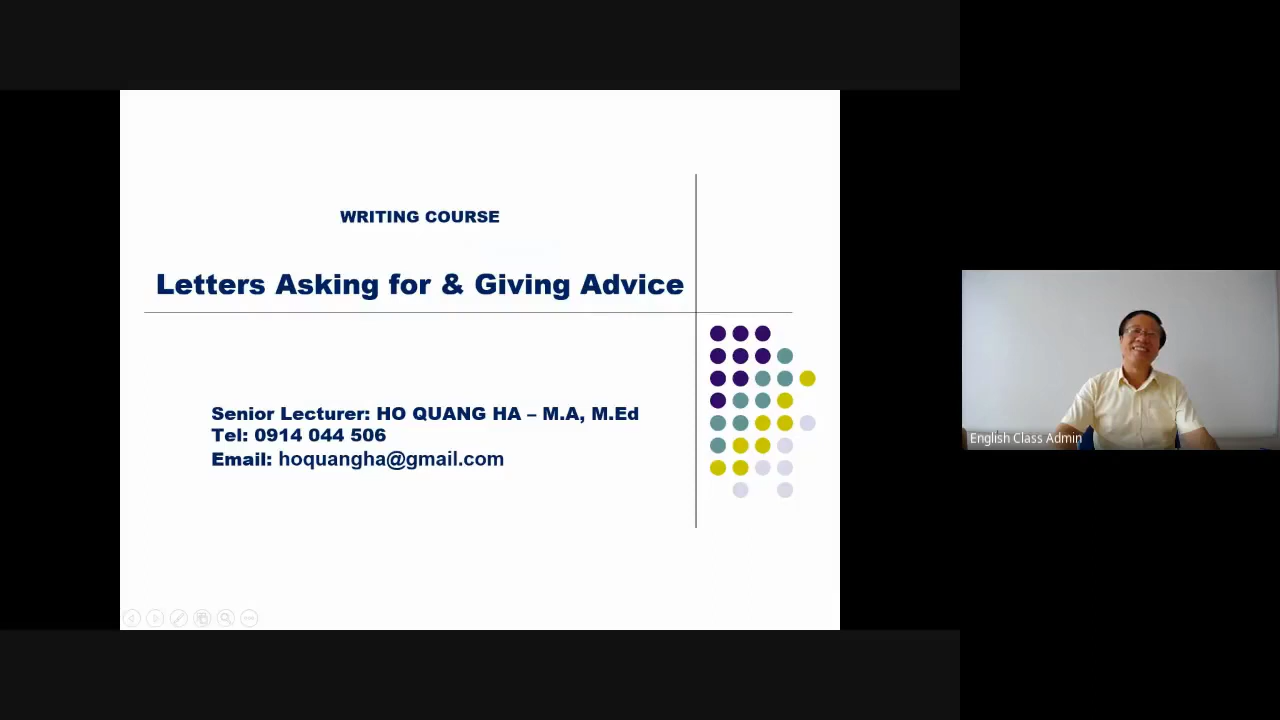 WRITING COURSE
Letters Asking for & Giving Advice
Senior Lecturer: HO QUANG HA – M.A, M.Ed
Tel: 0914 044 506
Email: hoquangha@gmail.com
English Class Admin